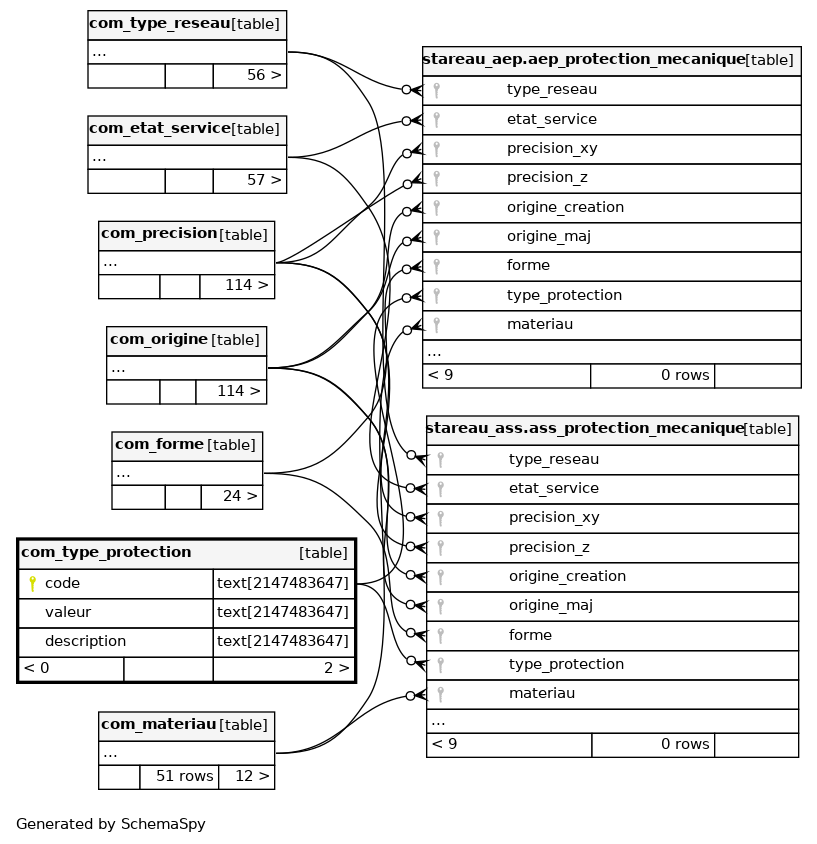 com_type_reseau [table]
...
56 >
com_etat_service [table]
...
57 >
com_precision [table]
...
114 >
com_origine [table]
...
114 >
com_forme [table]
...
24 >
com_type_protection [table]
code text[2147483647]
valeur text[2147483647]
description text[2147483647]
< 0 2 >
com_materiau [table]
...
51 rows 12 >
stareau_aep.aep_protection_mecanique [table]
type_reseau
etat_service
precision_xy
precision_z
origine_creation
origine_maj
forme
type_protection
materiau
...
< 9 0 rows
stareau_ass.ass_protection_mecanique [table]
type_reseau
etat_service
precision_xy
precision_z
origine_creation
origine_maj
forme
type_protection
materiau
...
< 9 0 rows
Generated by SchemaSpy